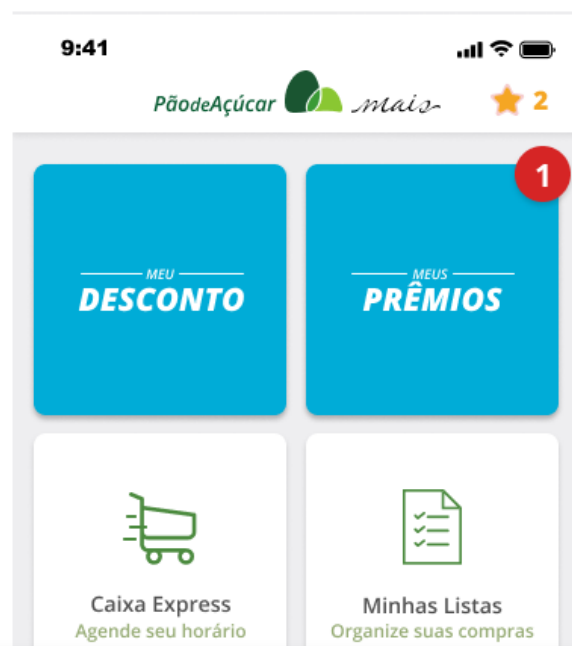 9:41
PãodeAçúcar mais 2
1
MEU
DESCONTO
MEUS
PRÊMIOS
Caixa Express
Agende seu horário
Minhas Listas
Organize suas compras